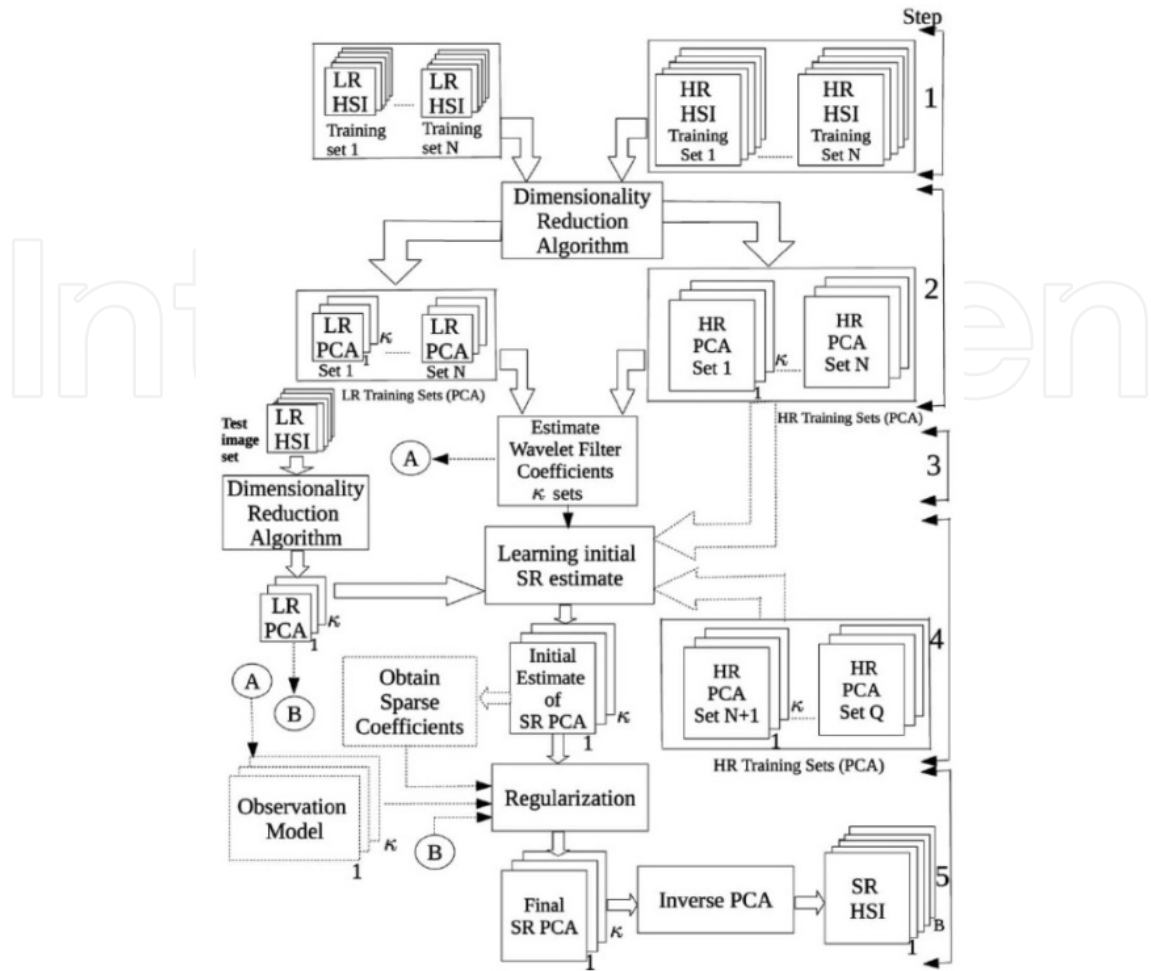 Step
LR
HSI
Training
set 1
......
LR
HSI
Training
set N
HR
HSI
Training
Set 1
.........
HR
HSI
Training
Set N
1
Dimensionality
Reduction
Algorithm
2
LR
PCA
Set 1
κ
1
......
LR
PCA
Set N
LR Training Sets (PCA)
HR
PCA
Set 1
κ
1
......
HR
PCA
Set N
HR Training Sets (PCA)
Test
image
set
LR
HSI
Estimate
Wavelet Filter
Coefficients
κ sets
A
3
Dimensionality
Reduction
Algorithm
Learning initial
SR estimate
LR
PCA
κ
1
4
HR
PCA
Set N+1
κ
1
......
HR
PCA
Set Q
HR Training Sets (PCA)
Initial
Estimate
of
SR PCA
κ
1
Obtain
Sparse
Coefficients
A
B
Observation
Model
κ
1
Regularization
B
5
Final
SR PCA
κ
1
Inverse PCA
SR
HSI
B
1
Int
en